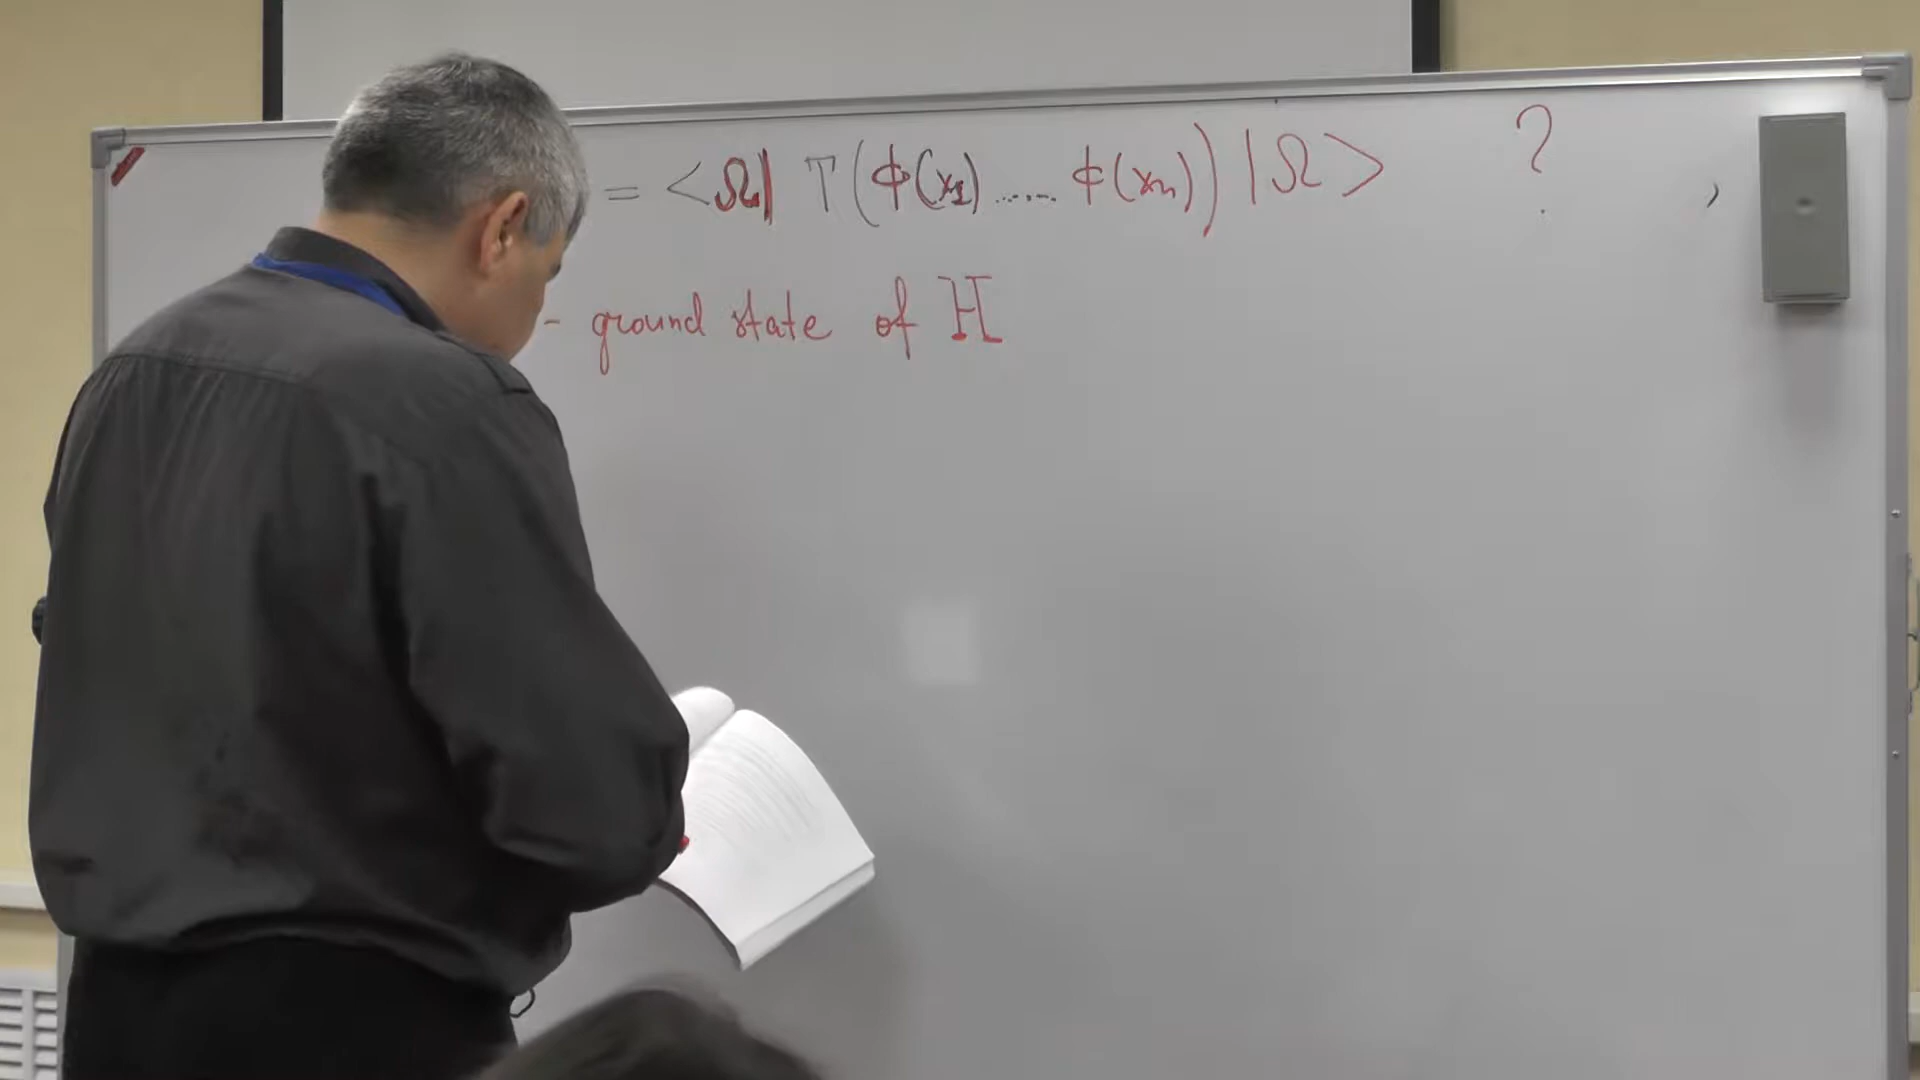 = <Ω| T(ϕ(x₁)......ϕ(xₙ)) |Ω> ?
- ground state of H